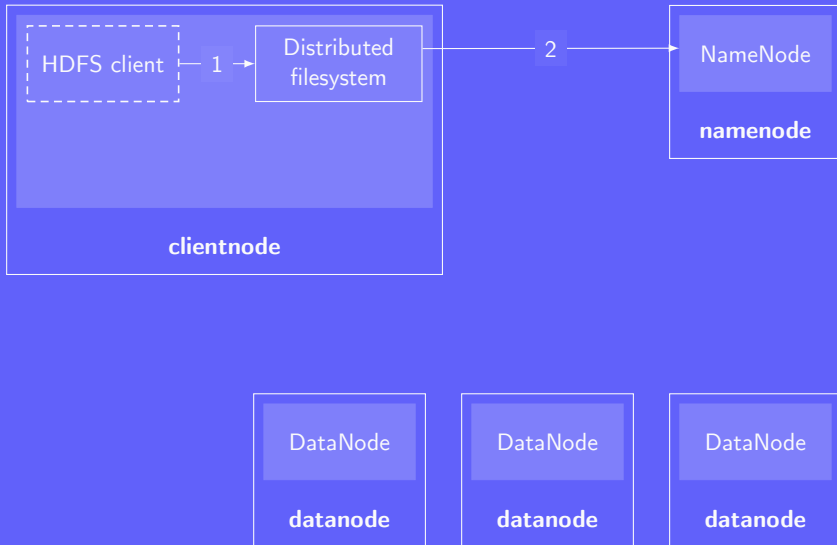 HDFS client
1
Distributed
filesystem
2
NameNode
namenode
clientnode
DataNode
DataNode
DataNode
datanode
datanode
datanode